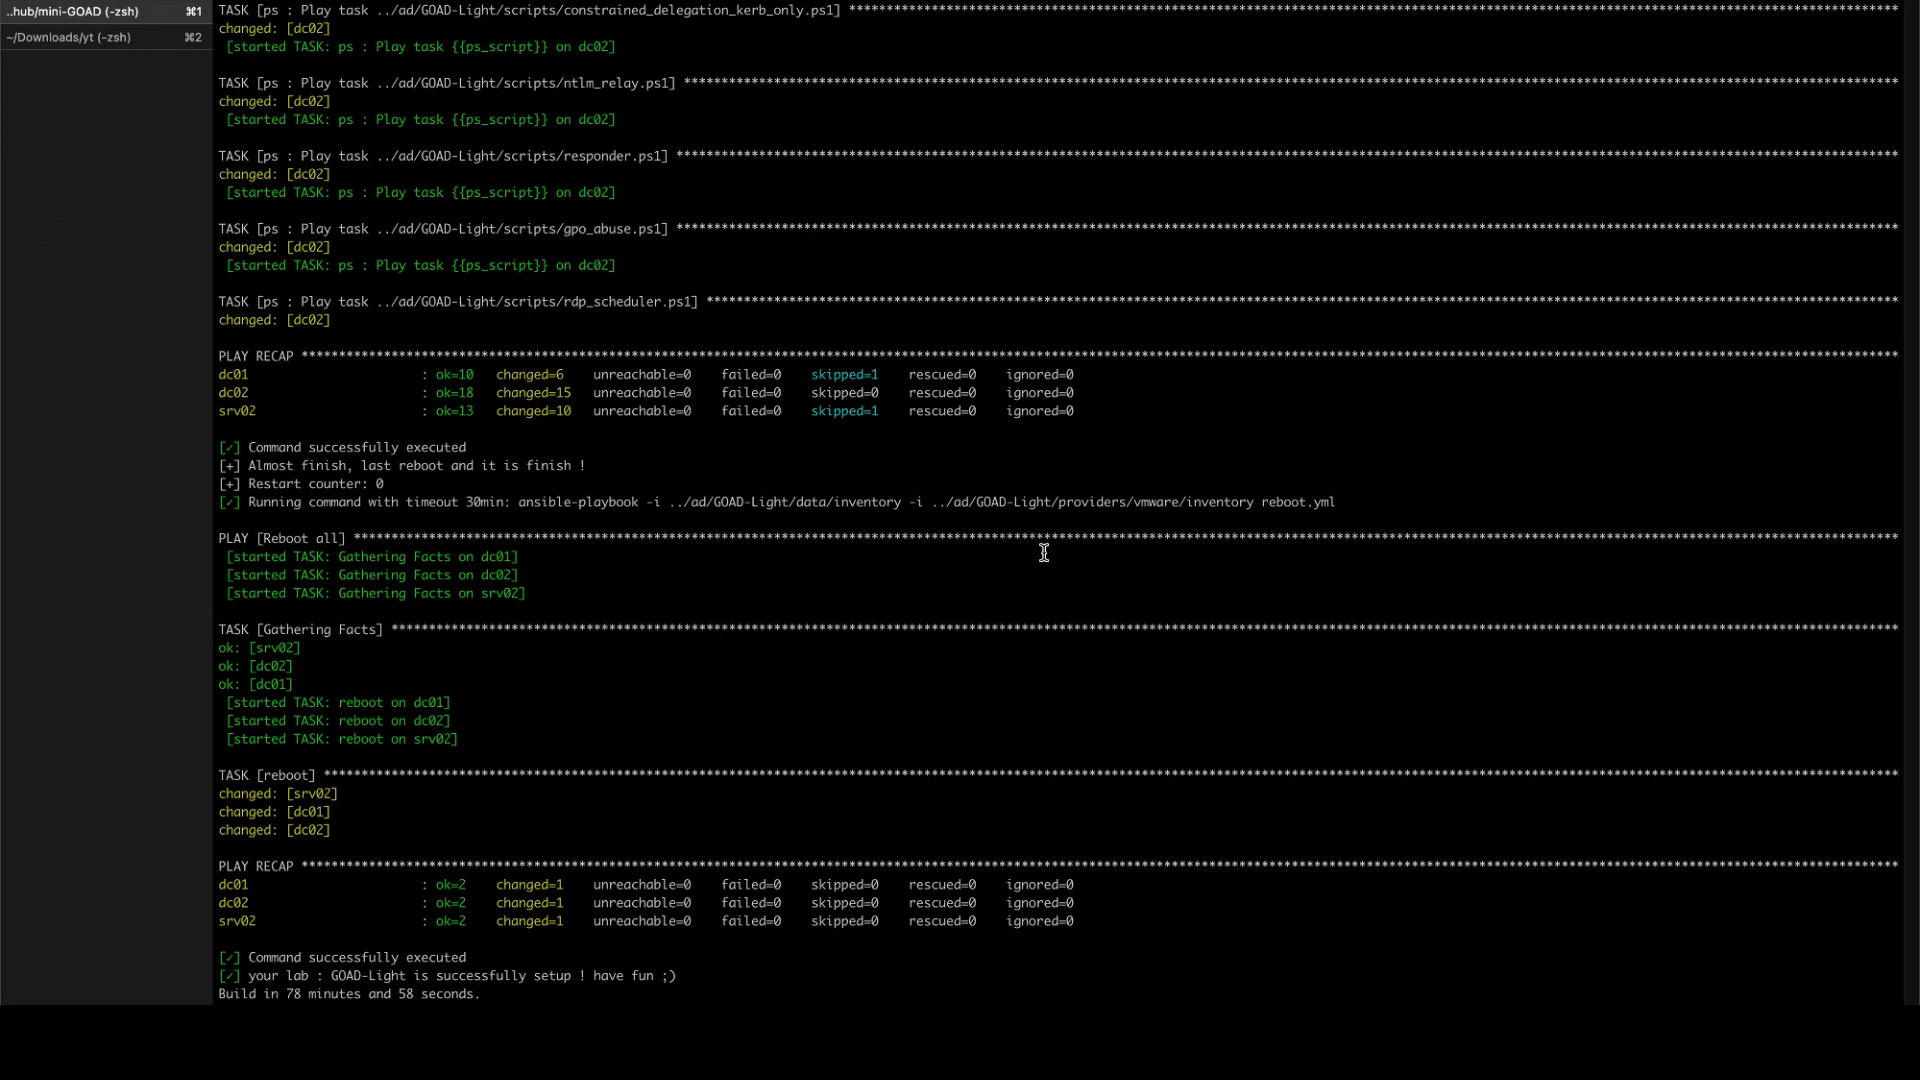 ..hub/mini-GOAD (-zsh) ⌘1
~/Downloads/yt (-zsh) ⌘2
TASK [ps : Play task ../ad/GOAD-Light/scripts/constrained_delegation_kerb_only.ps1] ********************************************************************************************************************************************
changed: [dc02]
[started TASK: ps : Play task {{ps_script}} on dc02]
TASK [ps : Play task ../ad/GOAD-Light/scripts/ntlm_relay.ps1] ******************************************************************************************************************************************************************
changed: [dc02]
[started TASK: ps : Play task {{ps_script}} on dc02]
TASK [ps : Play task ../ad/GOAD-Light/scripts/responder.ps1] *******************************************************************************************************************************************************************
changed: [dc02]
[started TASK: ps : Play task {{ps_script}} on dc02]
TASK [ps : Play task ../ad/GOAD-Light/scripts/gpo_abuse.ps1] *******************************************************************************************************************************************************************
changed: [dc02]
[started TASK: ps : Play task {{ps_script}} on dc02]
TASK [ps : Play task ../ad/GOAD-Light/scripts/rdp_scheduler.ps1] ***************************************************************************************************************************************************************
changed: [dc02]
PLAY RECAP *********************************************************************************************************************************************************************************************************************
dc01 : ok=10 changed=6 unreachable=0 failed=0 skipped=1 rescued=0 ignored=0
dc02 : ok=18 changed=15 unreachable=0 failed=0 skipped=0 rescued=0 ignored=0
srv02 : ok=13 changed=10 unreachable=0 failed=0 skipped=1 rescued=0 ignored=0
[✓] Command successfully executed
[+] Almost finish, last reboot and it is finish !
[+] Restart counter: 0
[✓] Running command with timeout 30min: ansible-playbook -i ../ad/GOAD-Light/data/inventory -i ../ad/GOAD-Light/providers/vmware/inventory reboot.yml
PLAY [Reboot all] **************************************************************************************************************************************************************************************************************
[started TASK: Gathering Facts on dc01]
[started TASK: Gathering Facts on dc02]
[started TASK: Gathering Facts on srv02]
TASK [Gathering Facts] *********************************************************************************************************************************************************************************************************
ok: [srv02]
ok: [dc02]
ok: [dc01]
[started TASK: reboot on dc01]
[started TASK: reboot on dc02]
[started TASK: reboot on srv02]
TASK [reboot] ******************************************************************************************************************************************************************************************************************
changed: [srv02]
changed: [dc01]
changed: [dc02]
PLAY RECAP *********************************************************************************************************************************************************************************************************************
dc01 : ok=2 changed=1 unreachable=0 failed=0 skipped=0 rescued=0 ignored=0
dc02 : ok=2 changed=1 unreachable=0 failed=0 skipped=0 rescued=0 ignored=0
srv02 : ok=2 changed=1 unreachable=0 failed=0 skipped=0 rescued=0 ignored=0
[✓] Command successfully executed
[✓] your lab : GOAD-Light is successfully setup ! have fun ;)
Build in 78 minutes and 58 seconds.